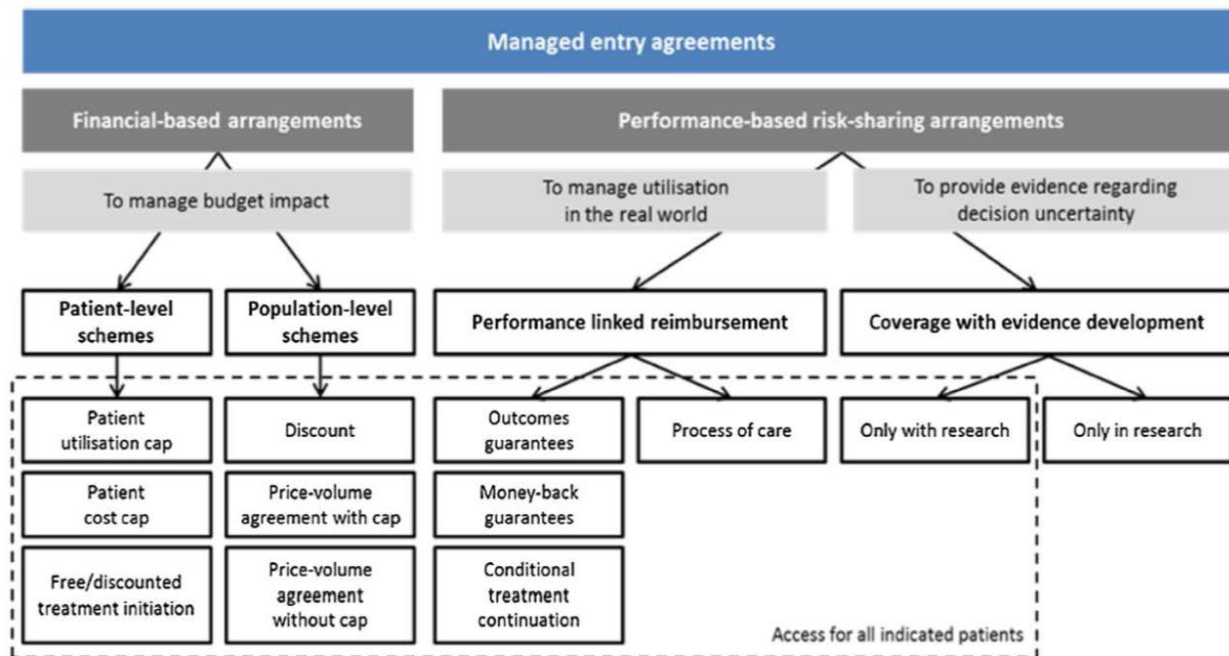 Managed entry agreements
Financial-based arrangements
Performance-based risk-sharing arrangements
To manage budget impact
To manage utilisation
in the real world
To provide evidence regarding
decision uncertainty
Patient-level
schemes
Population-level
schemes
Performance linked reimbursement
Coverage with evidence development
Patient
utilisation cap
Discount
Outcomes
guarantees
Process of care
Only with research
Only in research
Patient
cost cap
Price-volume
agreement with cap
Money-back
guarantees
Free/discounted
treatment initiation
Price-volume
agreement
without cap
Conditional
treatment
continuation
Access for all indicated patients